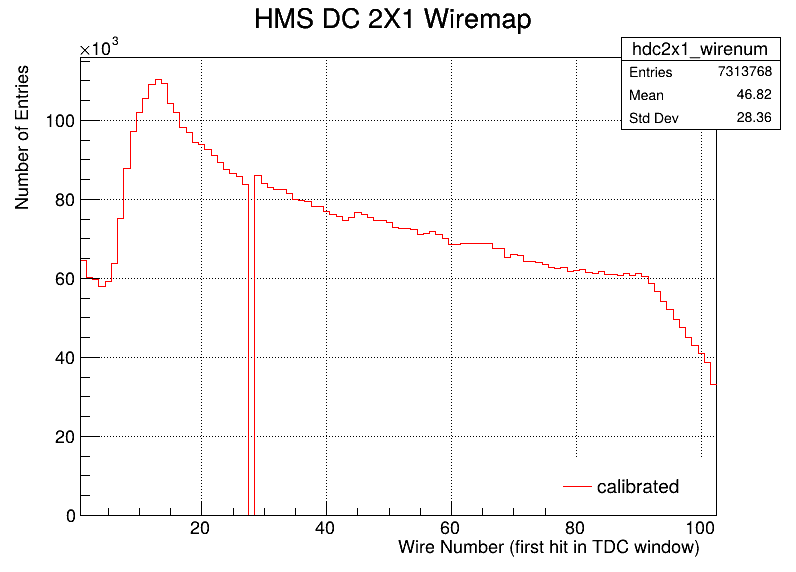 HMS DC 2X1 Wiremap
×10³
hdc2x1_wirenum
Entries 7313768
Mean 46.82
Std Dev 28.36
Number of Entries
100
80
60
40
20
0
calibrated
20 40 60 80 100
Wire Number (first hit in TDC window)